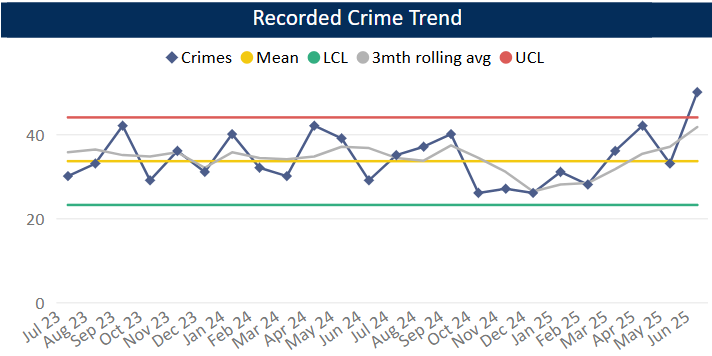 Recorded Crime Trend
Crimes Mean LCL 3mth rolling avg UCL
40
20
0
Jul 23 Aug 23 Sep 23 Oct 23 Nov 23 Dec 23 Jan 24 Feb 24 Mar 24 Apr 24 May 24 Jun 24 Jul 24 Aug 24 Sep 24 Oct 24 Nov 24 Dec 24 Jan 25 Feb 25 Mar 25 Apr 25 May 25 Jun 25